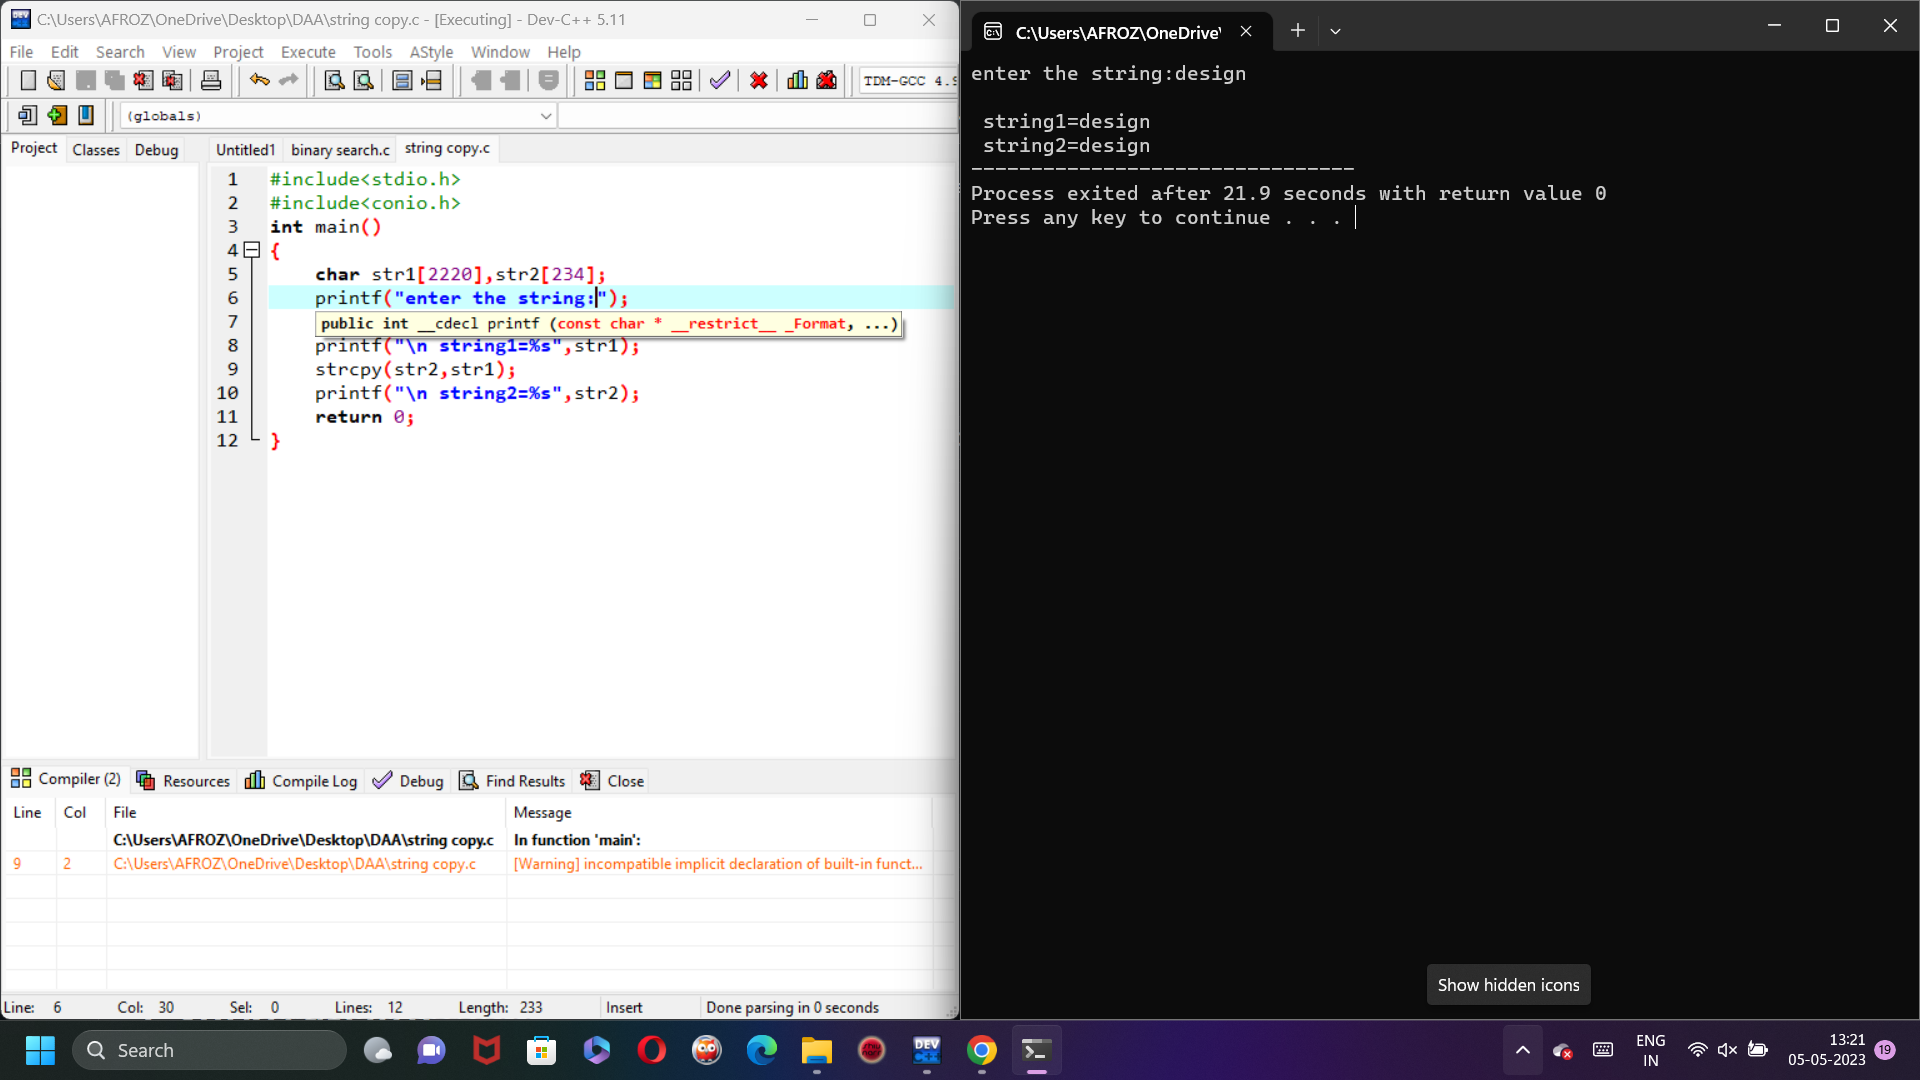 C:\Users\AFROZ\OneDrive\Desktop\DAA\string copy.c - [Executing] - Dev-C++ 5.11
File Edit Search View Project Execute Tools AStyle Window Help
TDM-GCC 4.9
(globals)
Project Classes Debug
Untitled1 binary search.c string copy.c
1 #include<stdio.h>
2 #include<conio.h>
3 int main()
4 {
5 char str1[2220],str2[234];
6 printf("enter the string:");
7
public int __cdecl printf (const char * __restrict__ _Format, ...)
8 printf("\n string1=%s",str1);
9 strcpy(str2,str1);
10 printf("\n string2=%s",str2);
11 return 0;
12 }
Compiler (2) Resources Compile Log Debug Find Results Close
Line Col File Message
C:\Users\AFROZ\OneDrive\Desktop\DAA\string copy.c In function 'main':
9 2 C:\Users\AFROZ\OneDrive\Desktop\DAA\string copy.c [Warning] incompatible implicit declaration of built-in funct...
Line: 6 Col: 30 Sel: 0 Lines: 12 Length: 233 Insert Done parsing in 0 seconds
C:\Users\AFROZ\OneDrive\
enter the string:design
string1=design
string2=design
--------------------------------
Process exited after 21.9 seconds with return value 0
Press any key to continue . . .
Show hidden icons
Search
DEV
C++
ENG
IN
13:21
05-05-2023
19